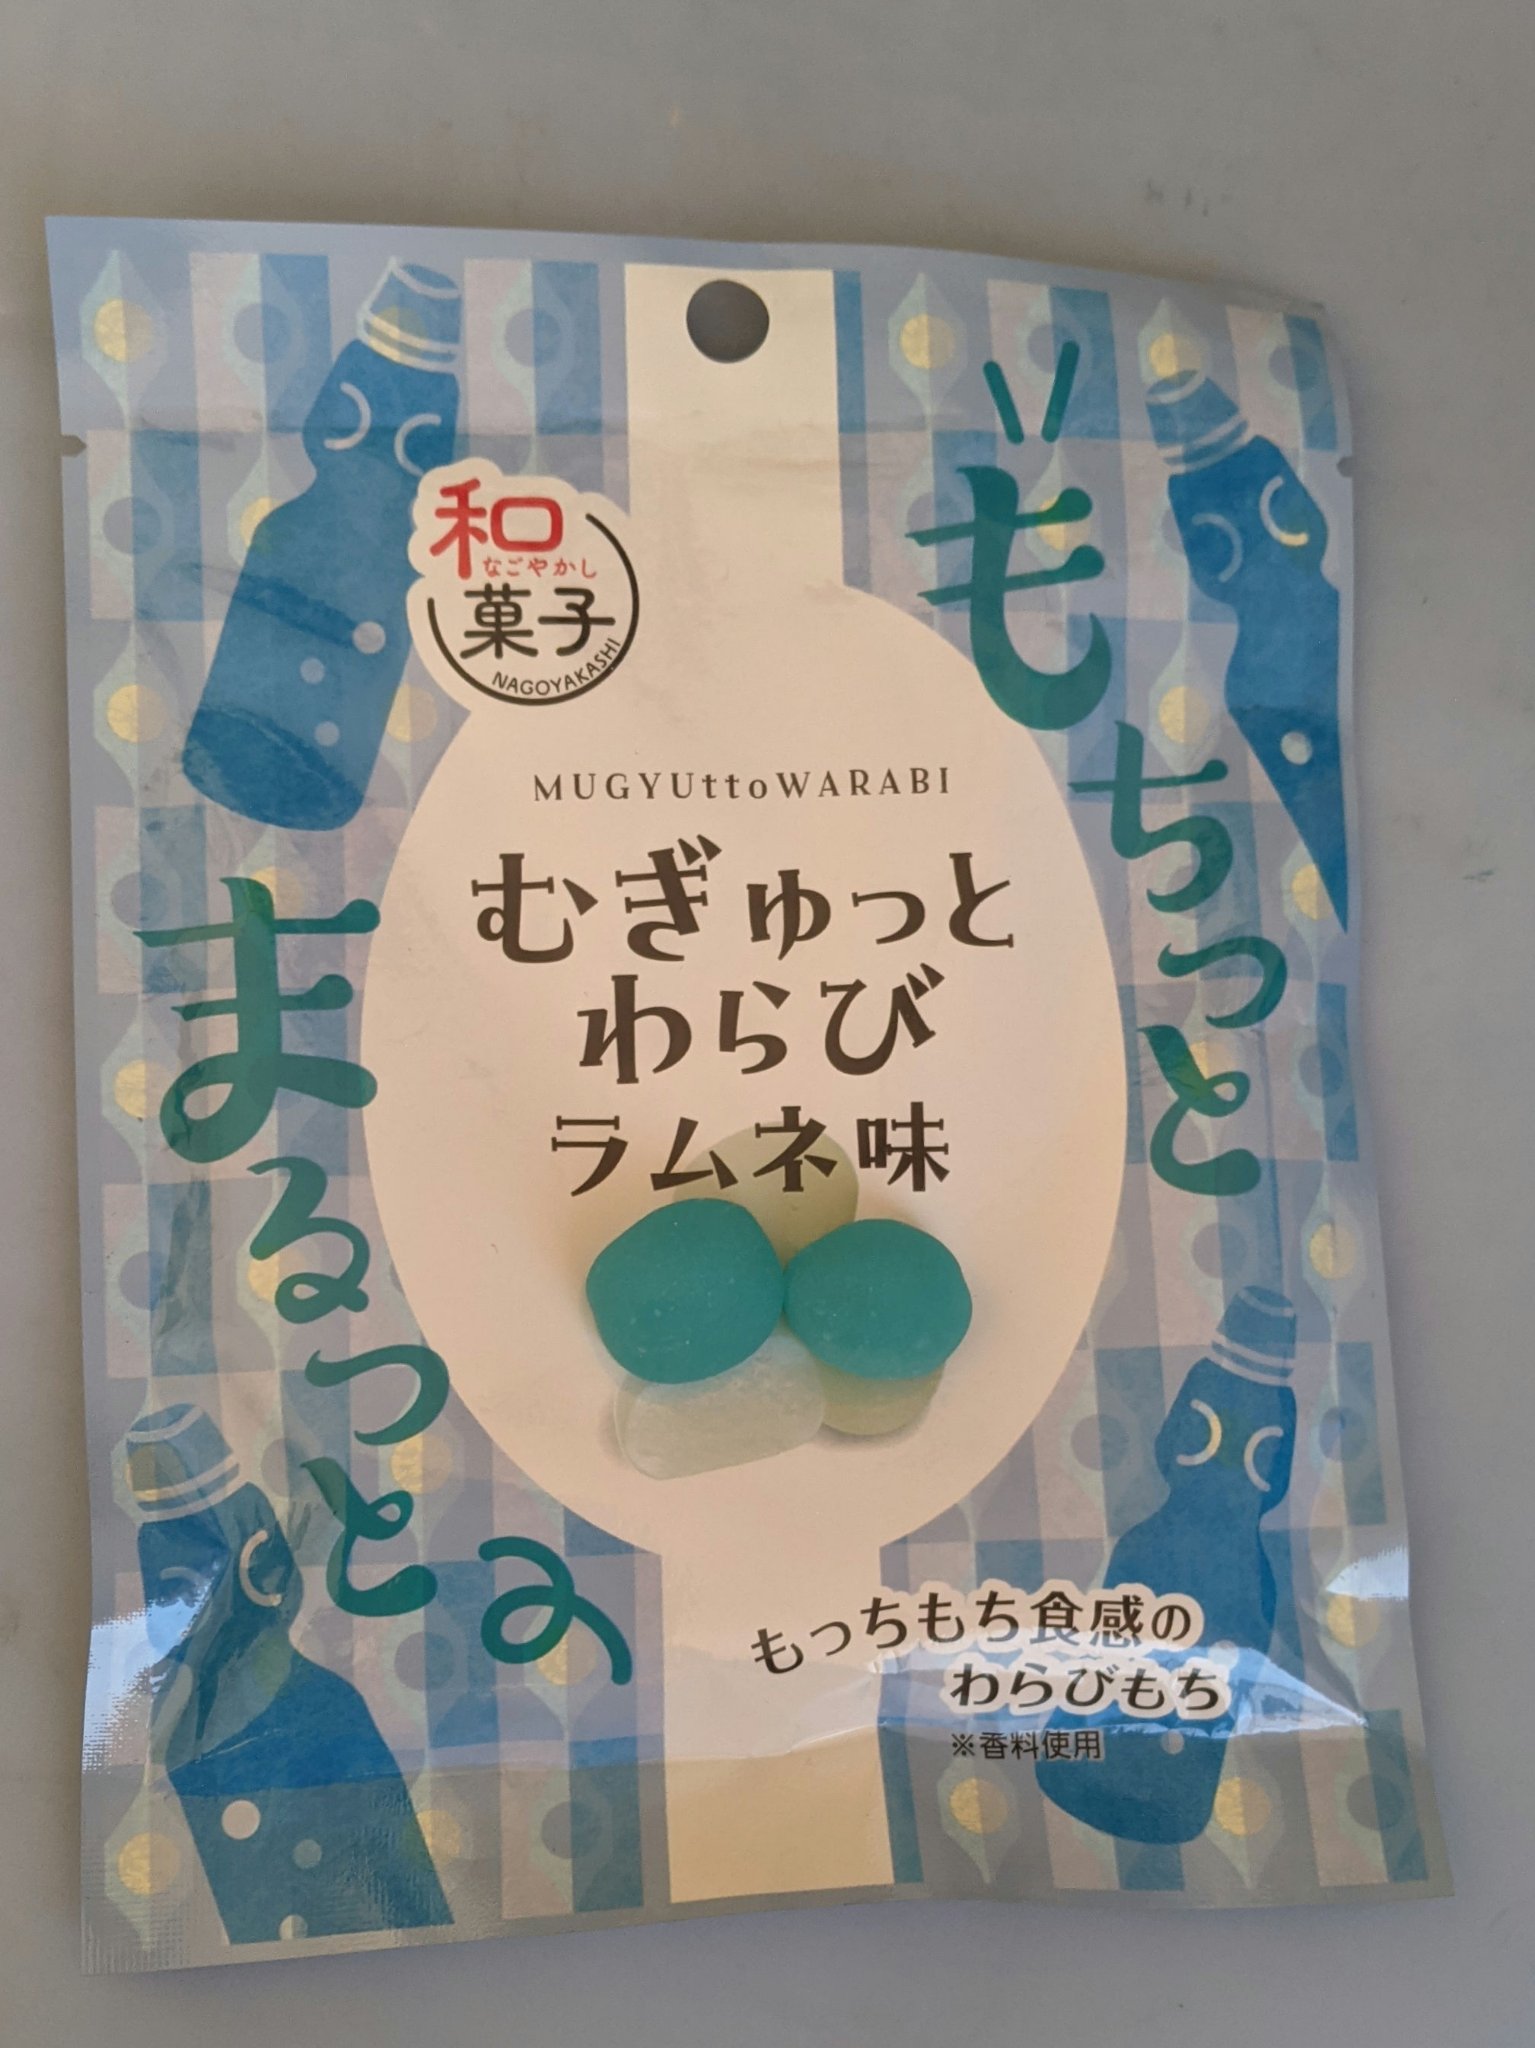 和
なごやかし
菓子
NAGOYAKASHI
MUGYUttoWARABI
むぎゅっと
わらび
ラムネ味
もちっと
まるっと
もっちもち食感の
わらびもち
※香料使用